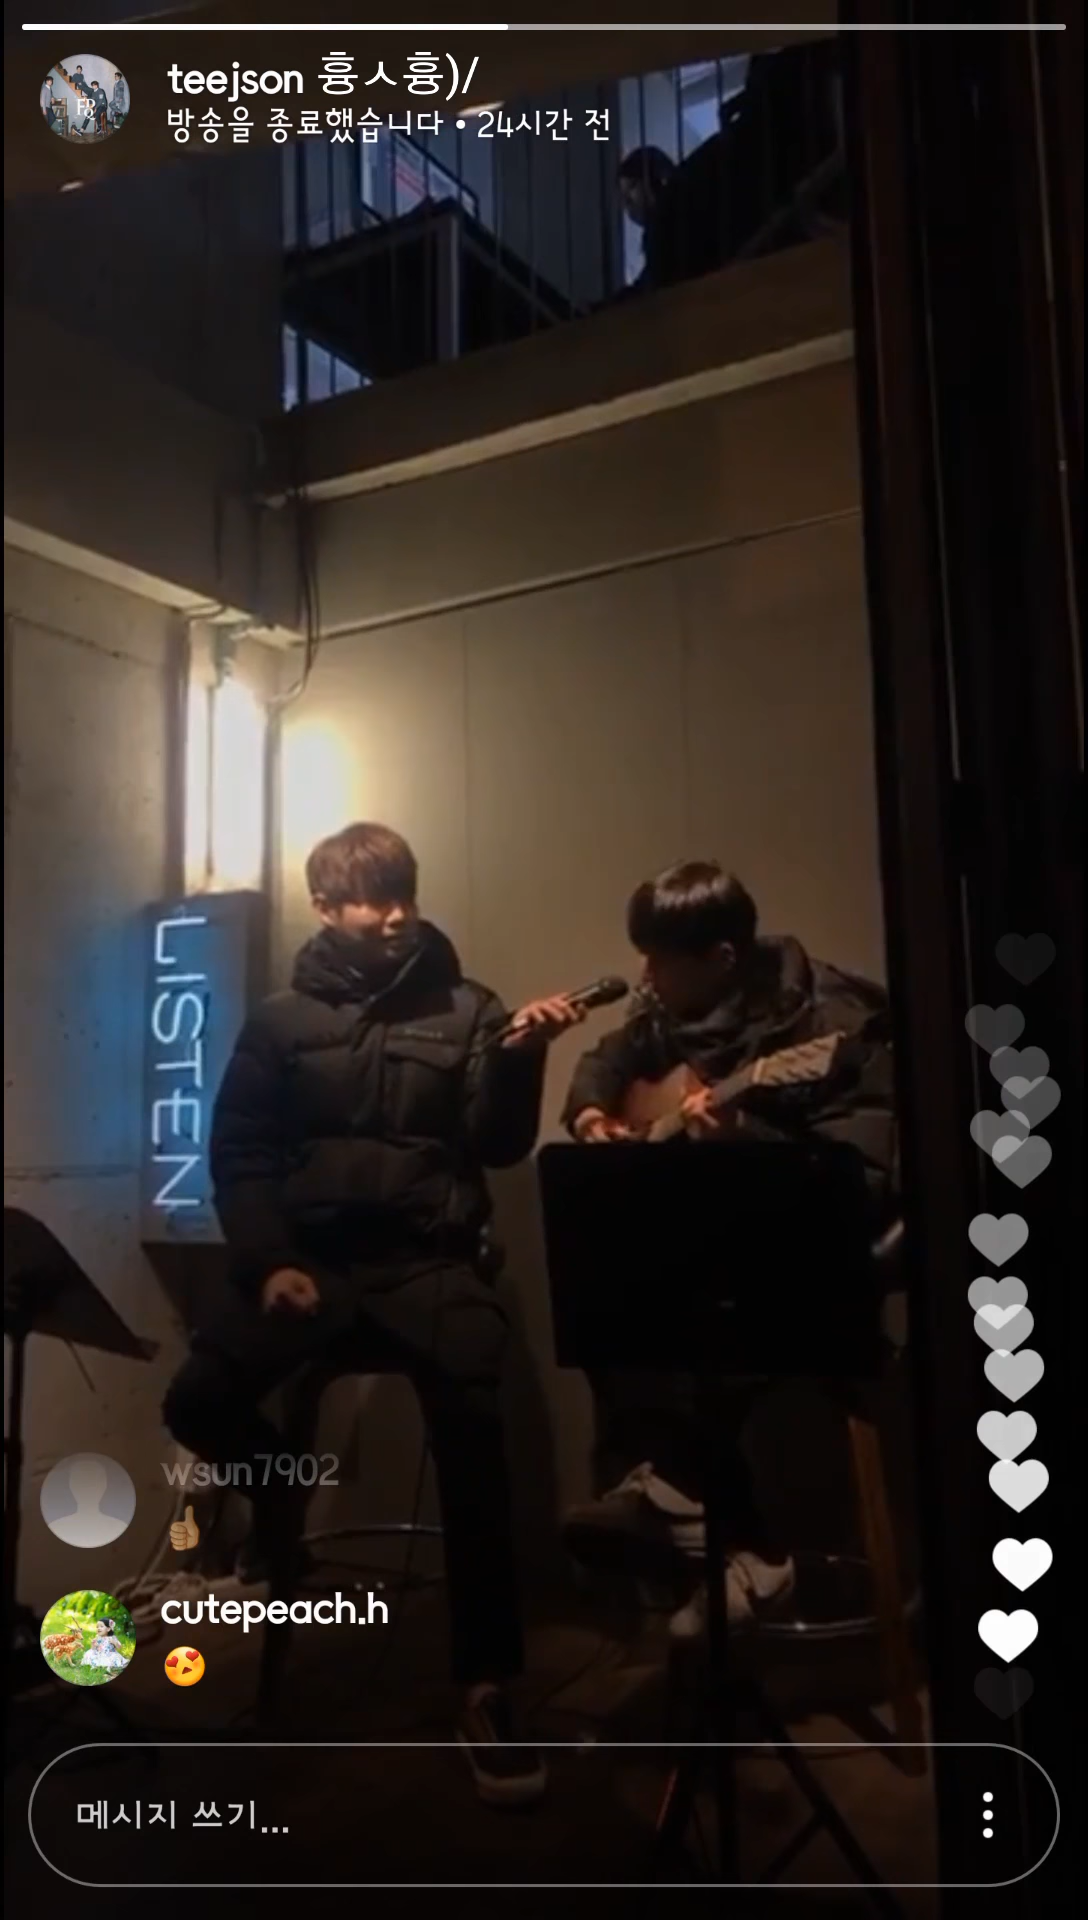 teejson 흉ㅅ흉)/
방송을 종료했습니다 • 24시간 전
LISTEN
wsun7902
👍
cutepeach.h
😍
메시지 쓰기...